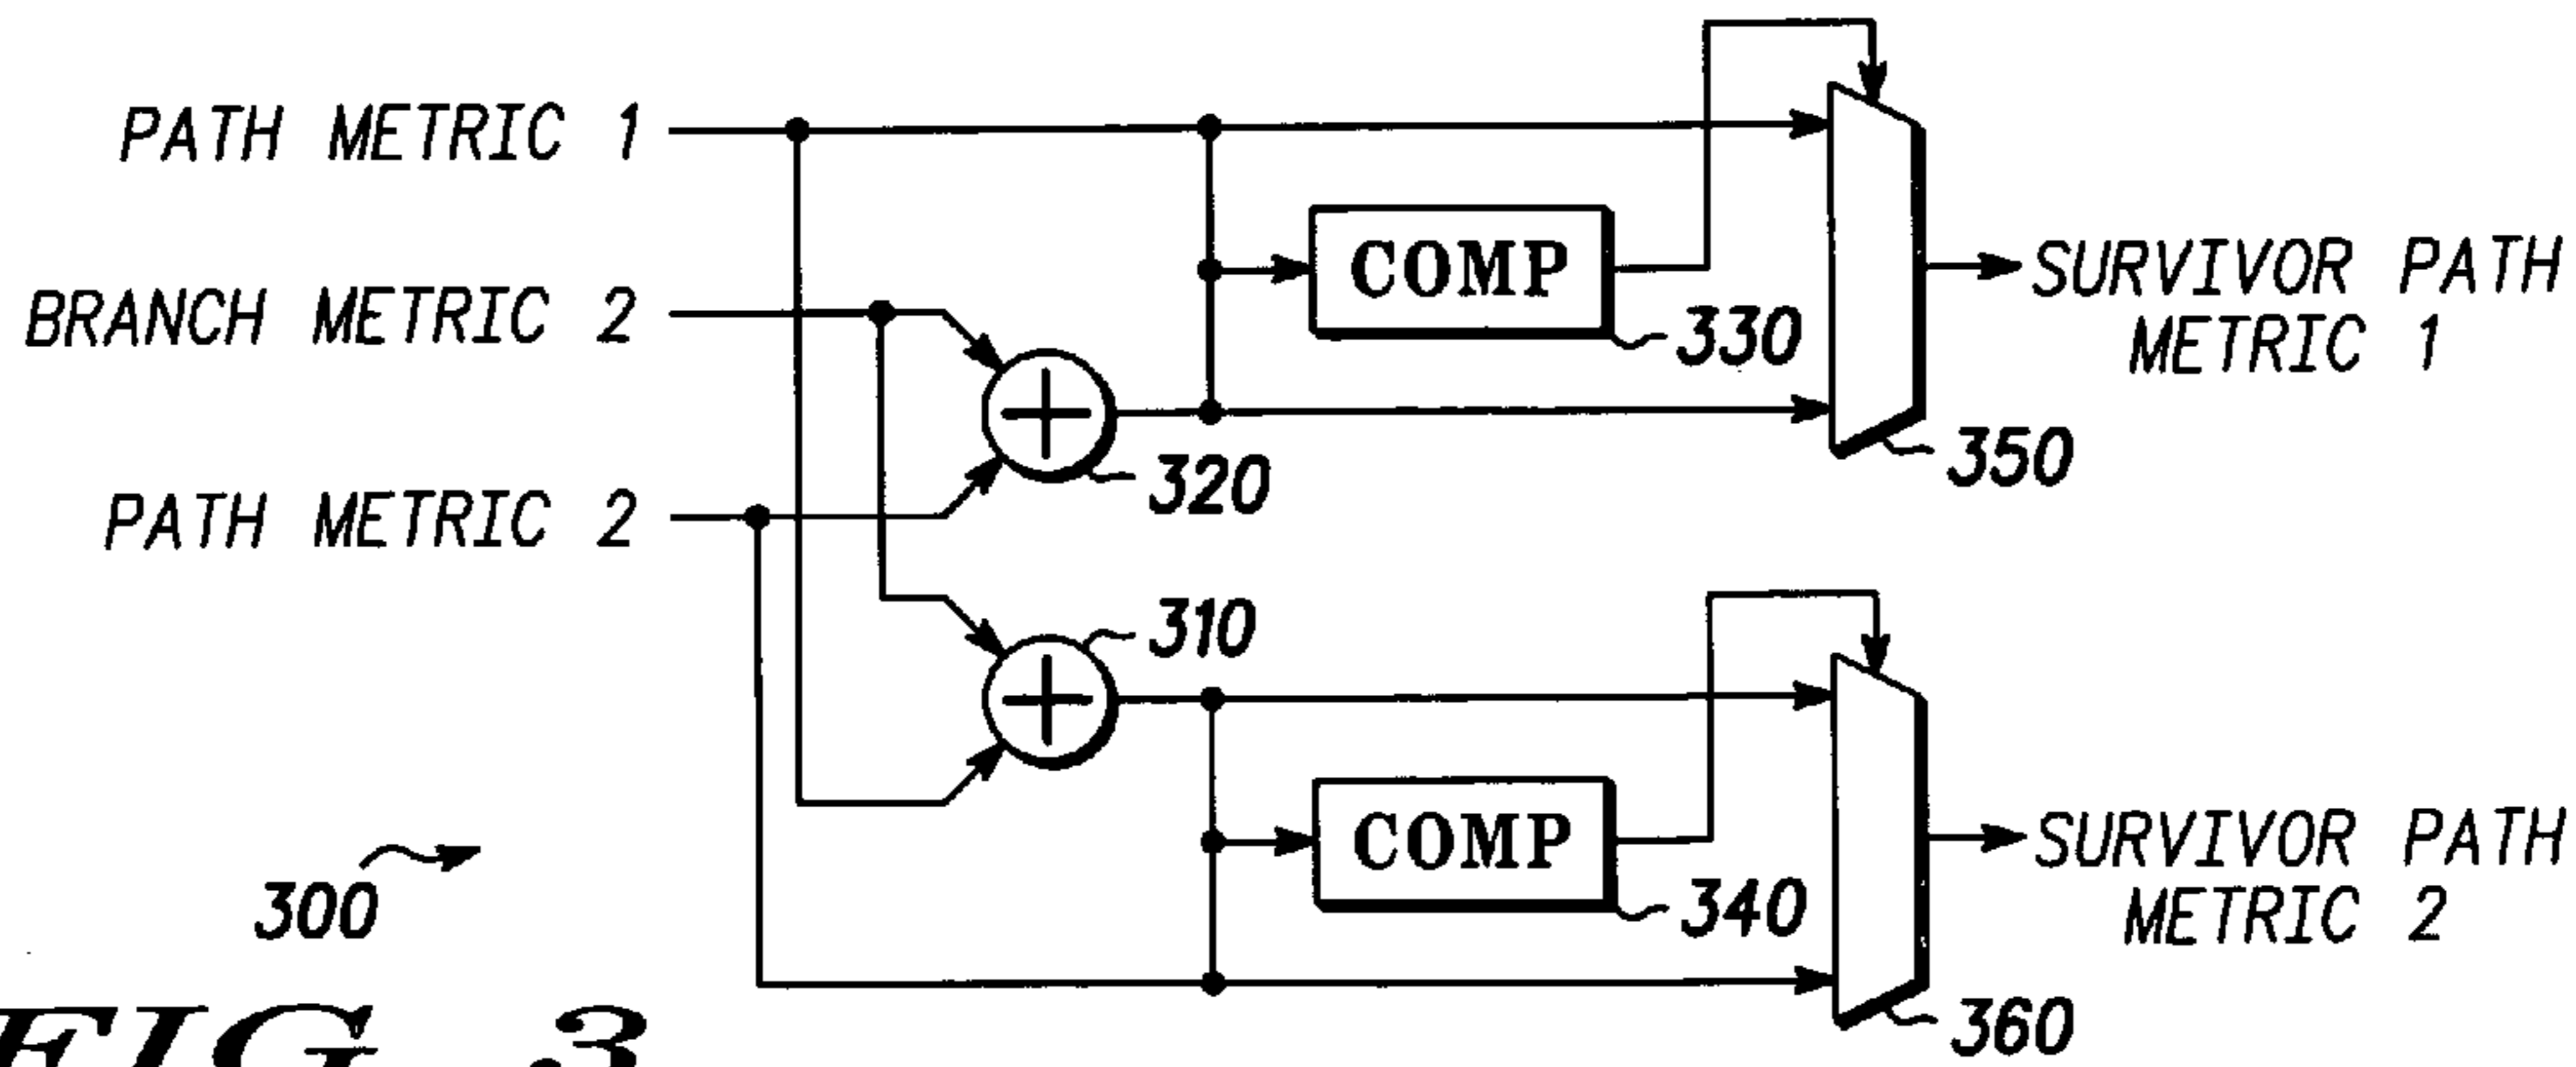 PATH METRIC 1
BRANCH METRIC 2
PATH METRIC 2
COMP
330
320
350
SURVIVOR PATH
METRIC 1
310
COMP
340
360
SURVIVOR PATH
METRIC 2
300
FIG. 3